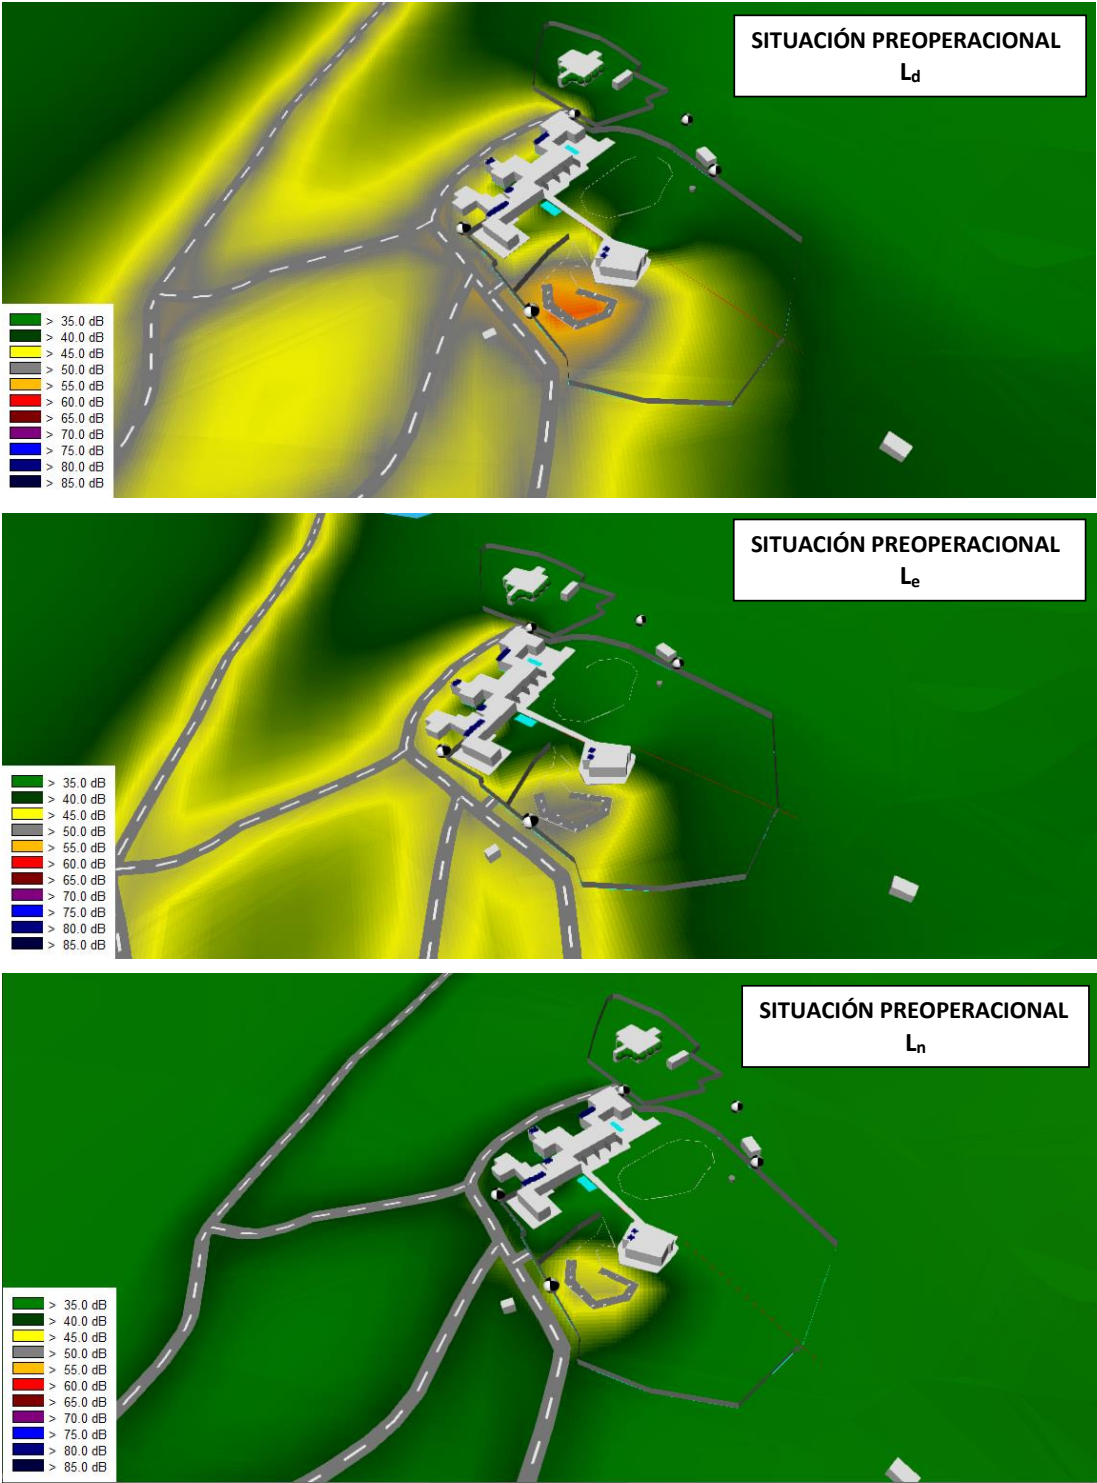 SITUACIÓN PREOPERACIONAL
Ld
> 35.0 dB
> 40.0 dB
> 45.0 dB
> 50.0 dB
> 55.0 dB
> 60.0 dB
> 65.0 dB
> 70.0 dB
> 75.0 dB
> 80.0 dB
> 85.0 dB
SITUACIÓN PREOPERACIONAL
Le
> 35.0 dB
> 40.0 dB
> 45.0 dB
> 50.0 dB
> 55.0 dB
> 60.0 dB
> 65.0 dB
> 70.0 dB
> 75.0 dB
> 80.0 dB
> 85.0 dB
SITUACIÓN PREOPERACIONAL
Ln
> 35.0 dB
> 40.0 dB
> 45.0 dB
> 50.0 dB
> 55.0 dB
> 60.0 dB
> 65.0 dB
> 70.0 dB
> 75.0 dB
> 80.0 dB
> 85.0 dB